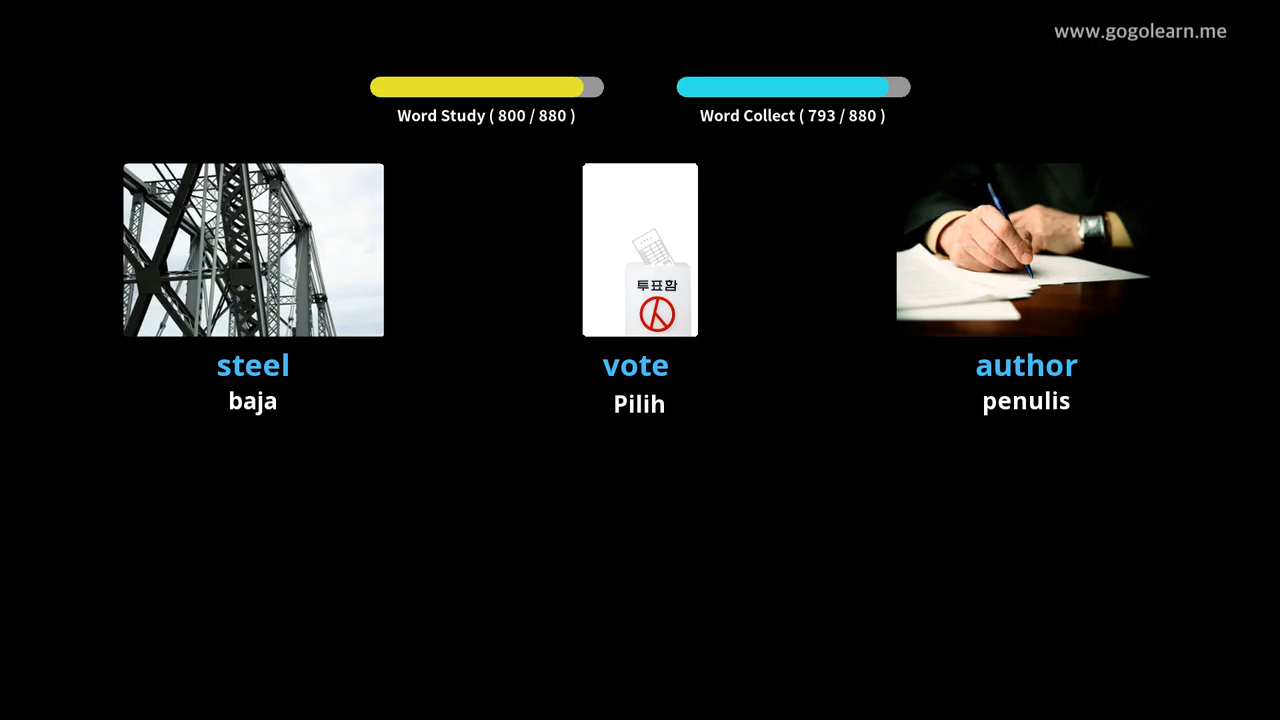 www.gogolearn.me
Word Study ( 800 / 880 )
Word Collect ( 793 / 880 )
투표함
steel
baja
vote
Pilih
author
penulis